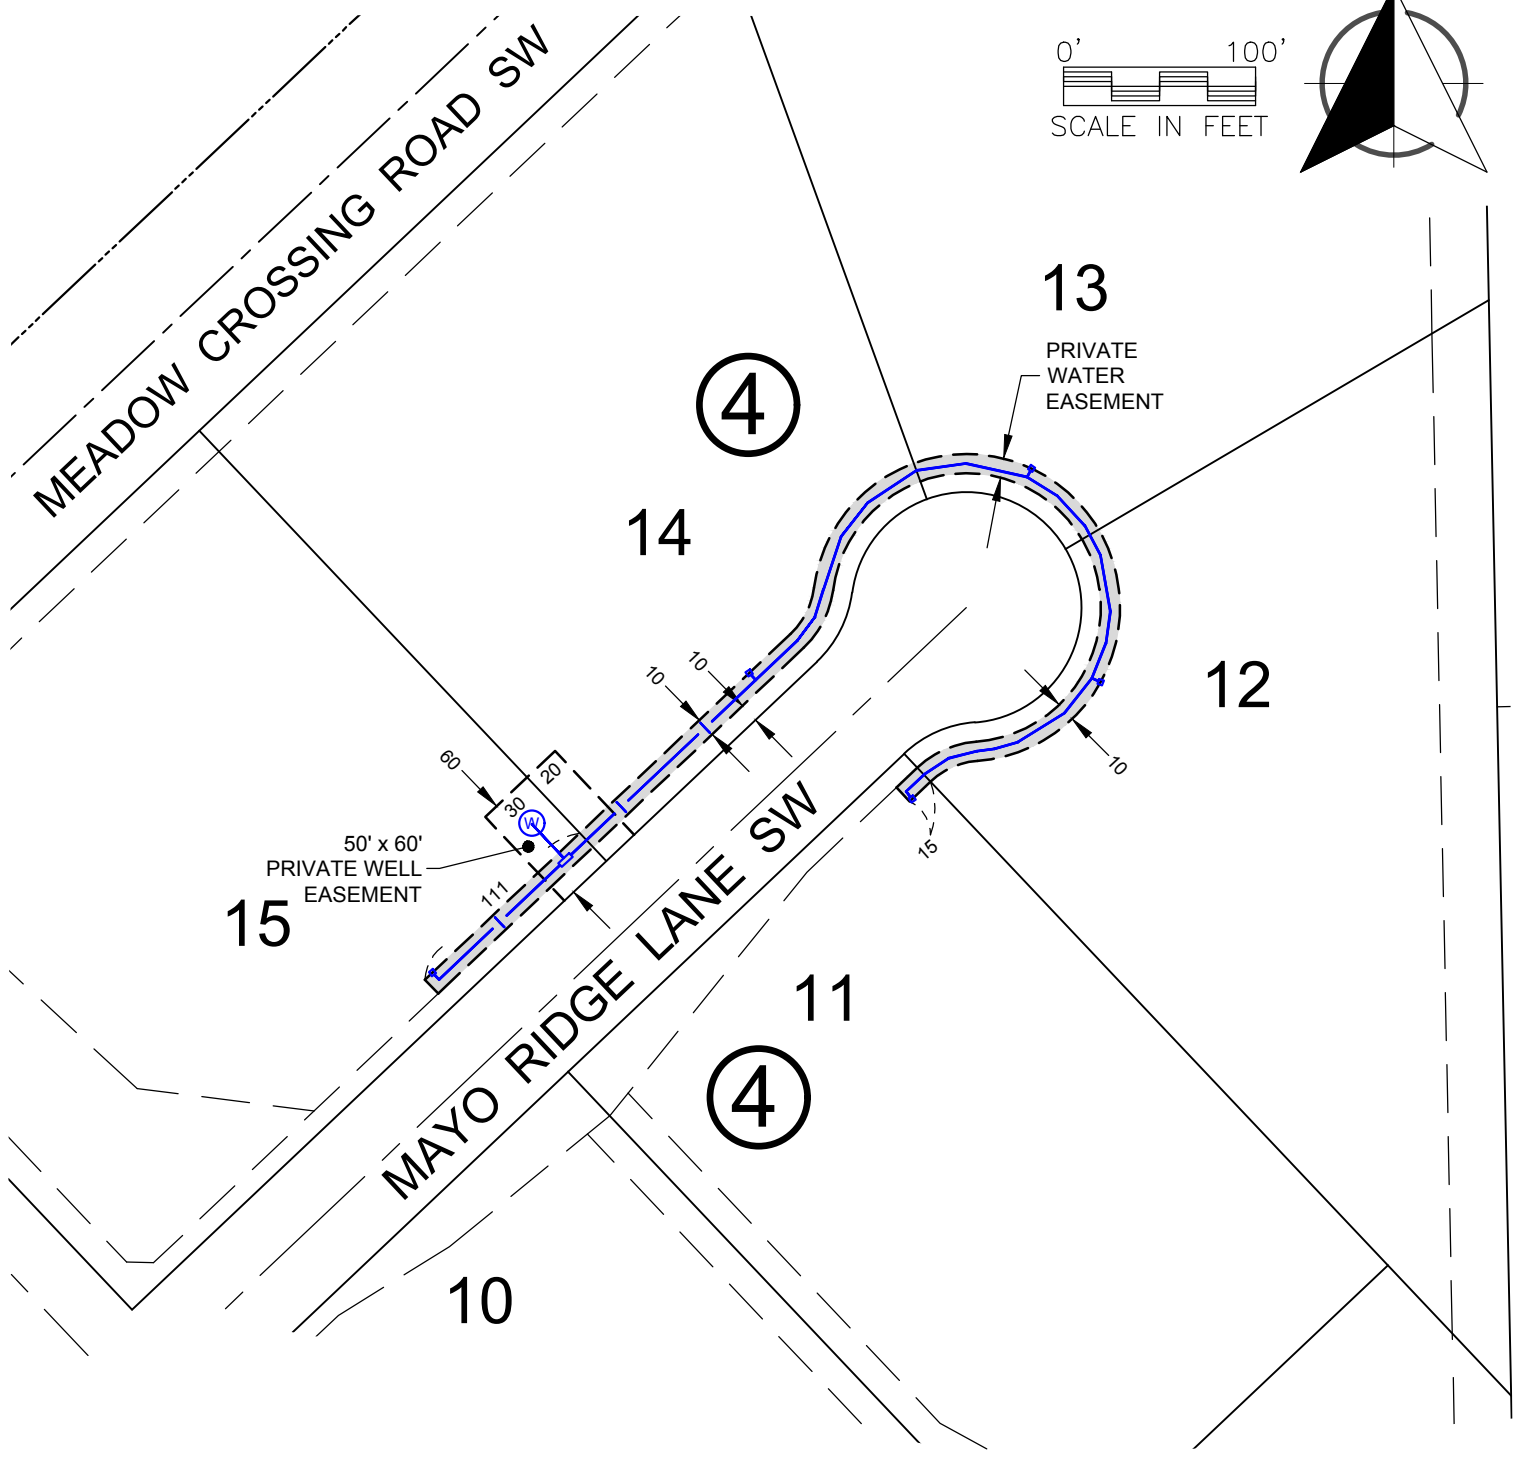 0' 100'
SCALE IN FEET
MEADOW CROSSING ROAD SW
13
PRIVATE
WATER
EASEMENT
4
14
10
10
12
60
20
30
W
10
50' x 60'
PRIVATE WELL
EASEMENT
111
15
15
MAYO RIDGE LANE SW
11
4
10